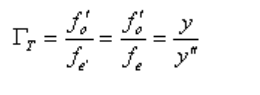 Γ_T = f_o' / f_e' = f_o' / f_e = y / y"